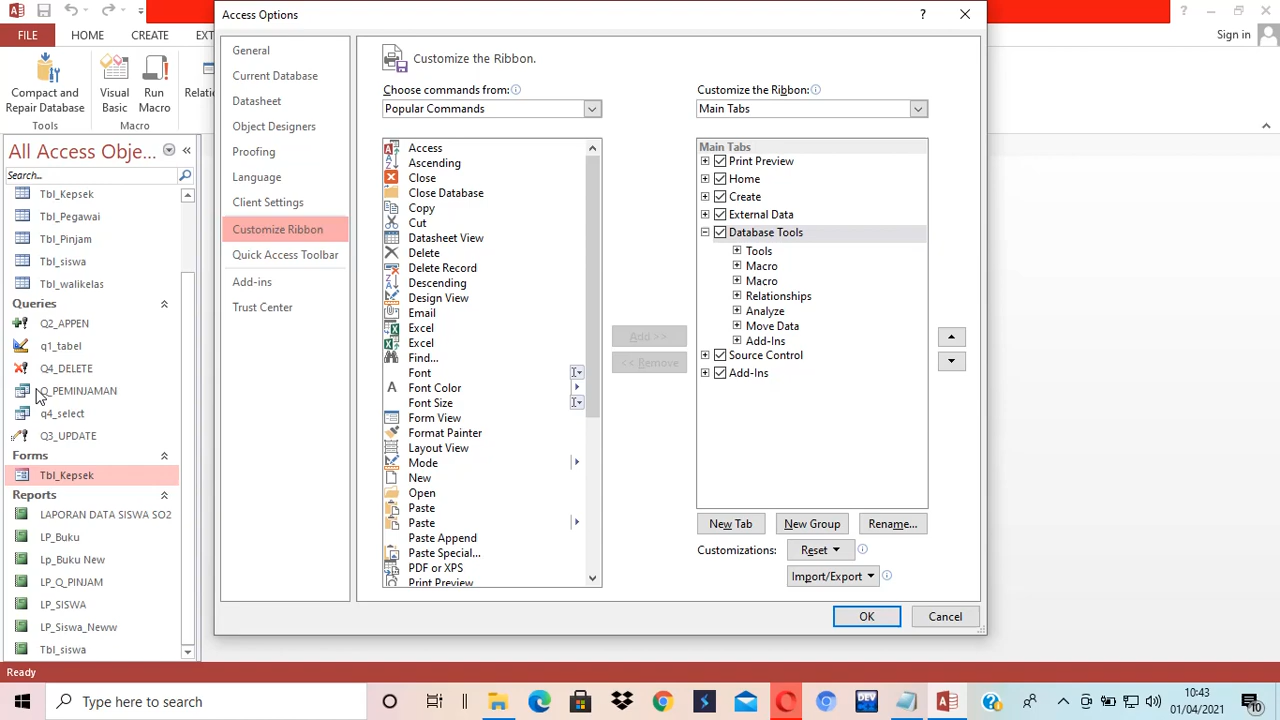 Access Options
?
FILE
HOME
CREATE
EXT
Sign in
Compact and
Repair Database
Visual
Basic
Run
Macro
Relatio
Tools
Macro
All Access Obje...
Search...
Tbl_Kepsek
Tbl_Pegawai
Tbl_Pinjam
Tbl_siswa
Tbl_walikelas
Queries
Q2_APPEN
q1_tabel
Q4_DELETE
Q_PEMINJAMAN
q4_select
Q3_UPDATE
Forms
Tbl_Kepsek
Reports
LAPORAN DATA SISWA SO2
LP_Buku
Lp_Buku New
LP_Q_PINJAM
LP_SISWA
LP_Siswa_Neww
Tbl_siswa
Ready
General
Current Database
Datasheet
Object Designers
Proofing
Language
Client Settings
Customize Ribbon
Quick Access Toolbar
Add-ins
Trust Center
Customize the Ribbon.
Choose commands from:
Popular Commands
Access
Ascending
Close
Close Database
Copy
Cut
Datasheet View
Delete
Delete Record
Descending
Design View
Email
Excel
Excel
Find...
Font
Font Color
Font Size
Form View
Format Painter
Layout View
Mode
New
Open
Paste
Paste
Paste Append
Paste Special...
PDF or XPS
Print Preview
Add >>
<< Remove
Customize the Ribbon:
Main Tabs
Main Tabs
Print Preview
Home
Create
External Data
Database Tools
Tools
Macro
Macro
Relationships
Analyze
Move Data
Add-Ins
Source Control
Add-Ins
New Tab
New Group
Rename...
Customizations:
Reset
Import/Export
OK
Cancel
Type here to search
DEV
10:43
01/04/2021
10